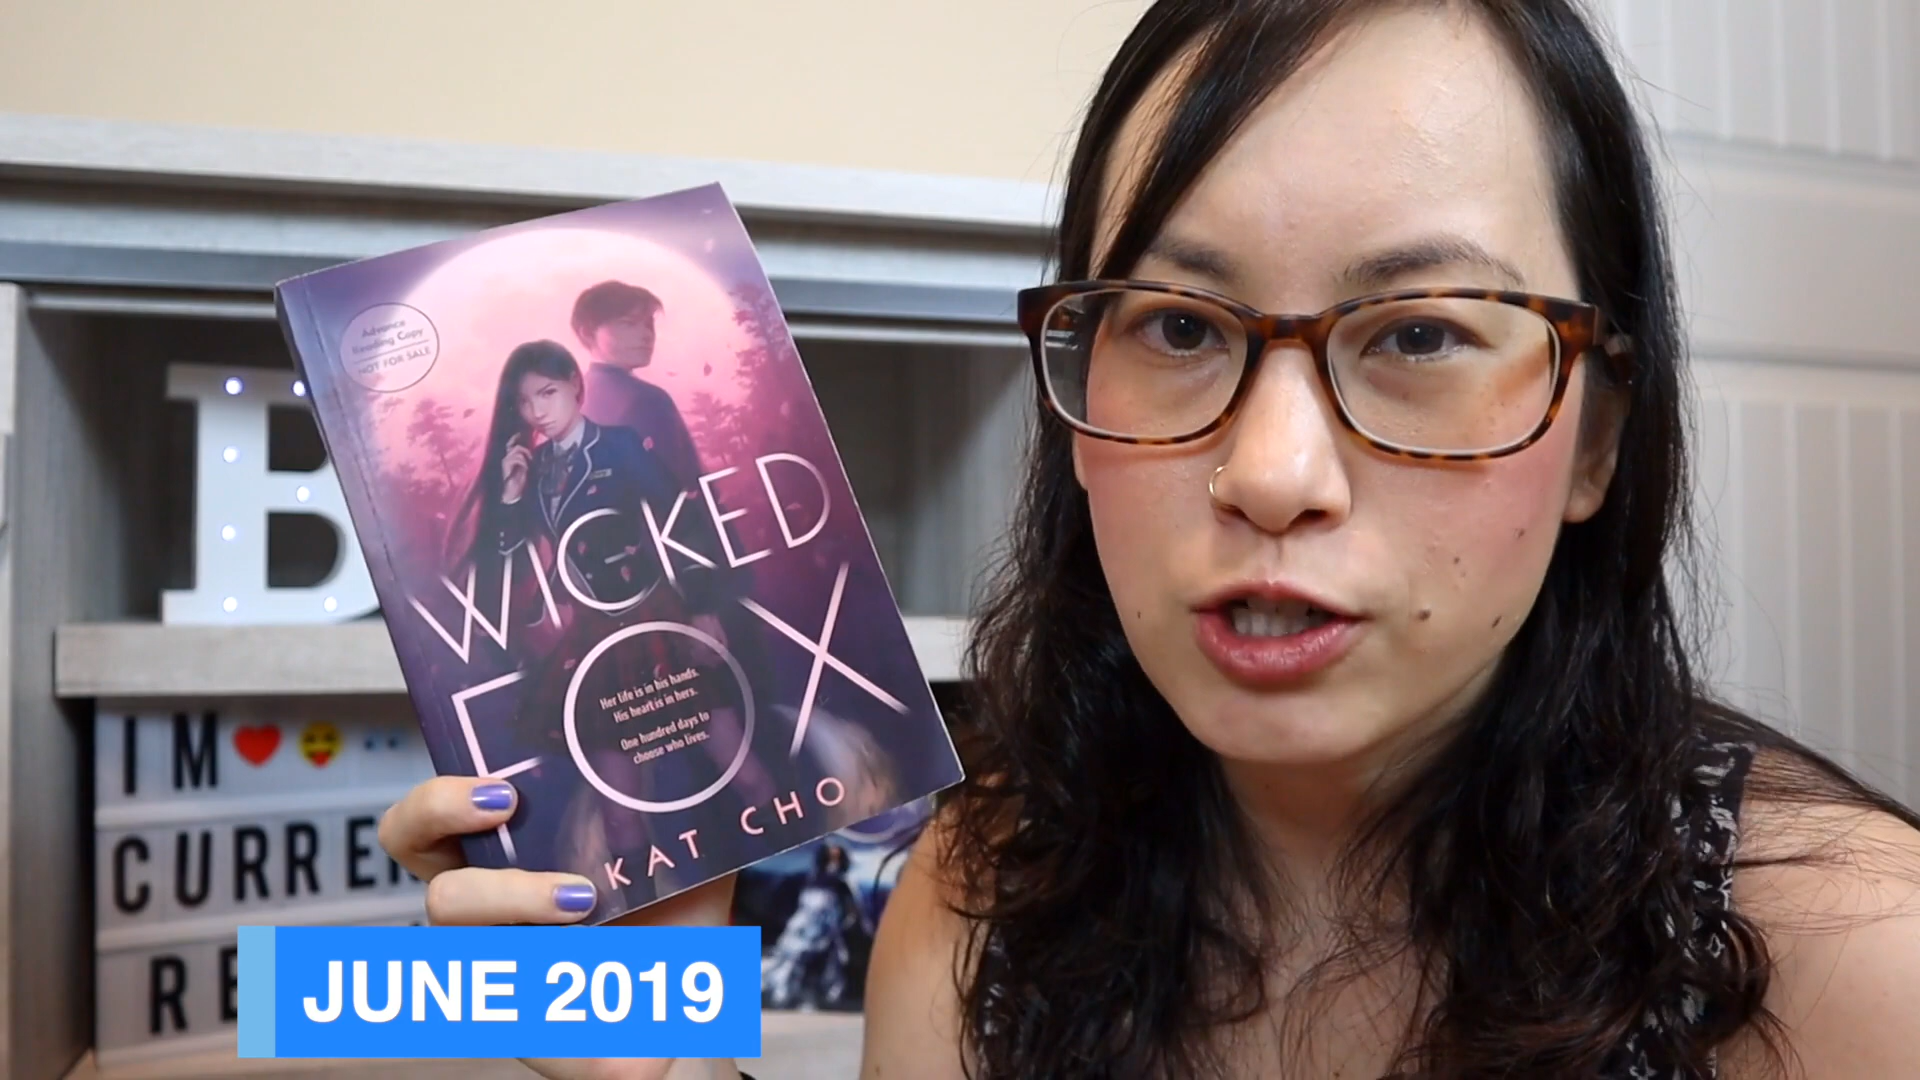 Advance
Reading Copy
NOT FOR SALE
WICKED
FOX
Her life is in his hands.
His heart is in hers.
One hundred days to
choose who lives.
KAT CHO
B
I M
CURRE
RE
JUNE 2019